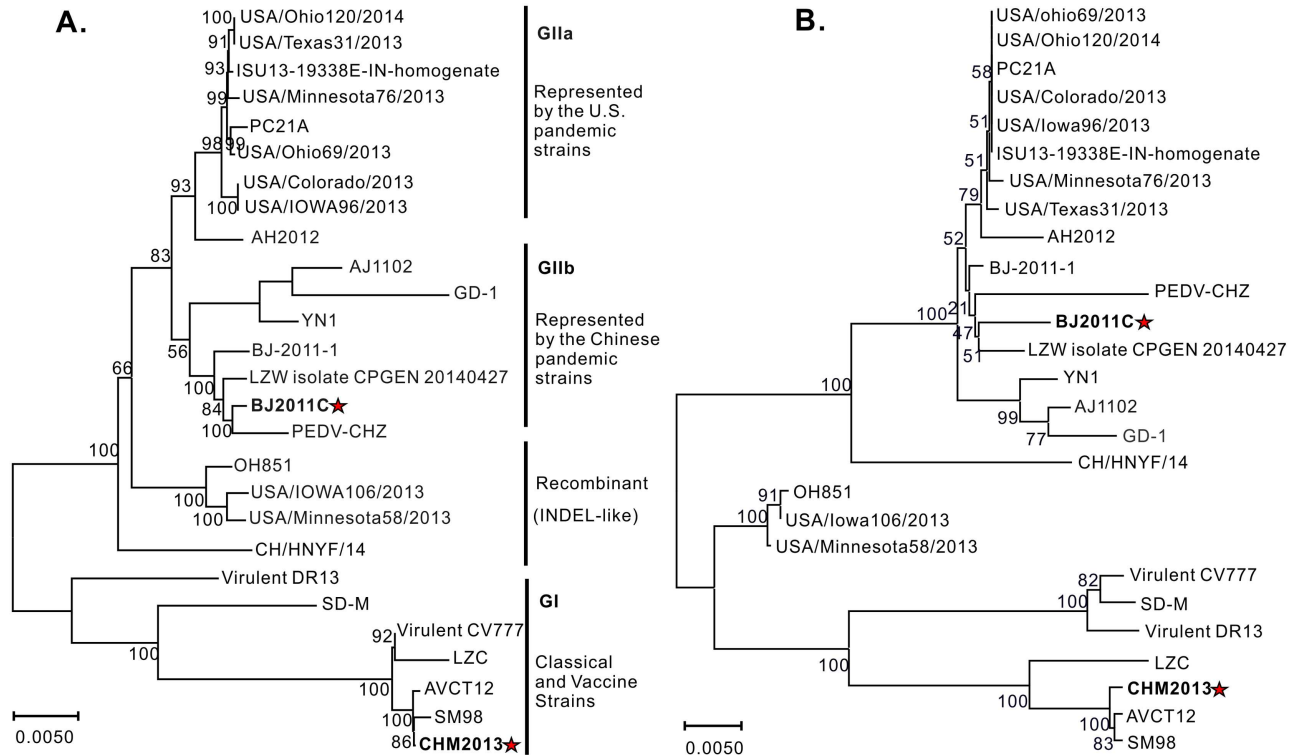 A.
100
USA/Ohio120/2014
91
USA/Texas31/2013
93
ISU13-19338E-IN-homogenate
99
USA/Minnesota76/2013
PC21A
98
99
USA/Ohio69/2013
USA/Colorado/2013
100
USA/IOWA96/2013
93
AH2012
83
AJ1102
GD-1
YN1
56
BJ-2011-1
66
100
LZW isolate CPGEN 20140427
84
BJ2011C
100
PEDV-CHZ
100
OH851
100
USA/IOWA106/2013
100
USA/Minnesota58/2013
CH/HNYF/14
Virulent DR13
SD-M
100
92
Virulent CV777
LZC
100
AVCT12
100
SM98
86
CHM2013
0.0050
GIIa
Represented
by the U.S.
pandemic
strains
GIIb
Represented
by the Chinese
pandemic
strains
Recombinant
(INDEL-like)
GI
Classical
and Vaccine
Strains
B.
USA/ohio69/2013
USA/Ohio120/2014
58
PC21A
USA/Colorado/2013
51
USA/Iowa96/2013
51
ISU13-19338E-IN-homogenate
USA/Minnesota76/2013
79
USA/Texas31/2013
52
AH2012
BJ-2011-1
PEDV-CHZ
100
21
BJ2011C
47
51
LZW isolate CPGEN 20140427
YN1
100
AJ1102
99
77
GD-1
CH/HNYF/14
91
OH851
100
USA/Iowa106/2013
USA/Minnesota58/2013
82
Virulent CV777
100
SD-M
Virulent DR13
100
LZC
100
CHM2013
100
AVCT12
83
SM98
0.0050